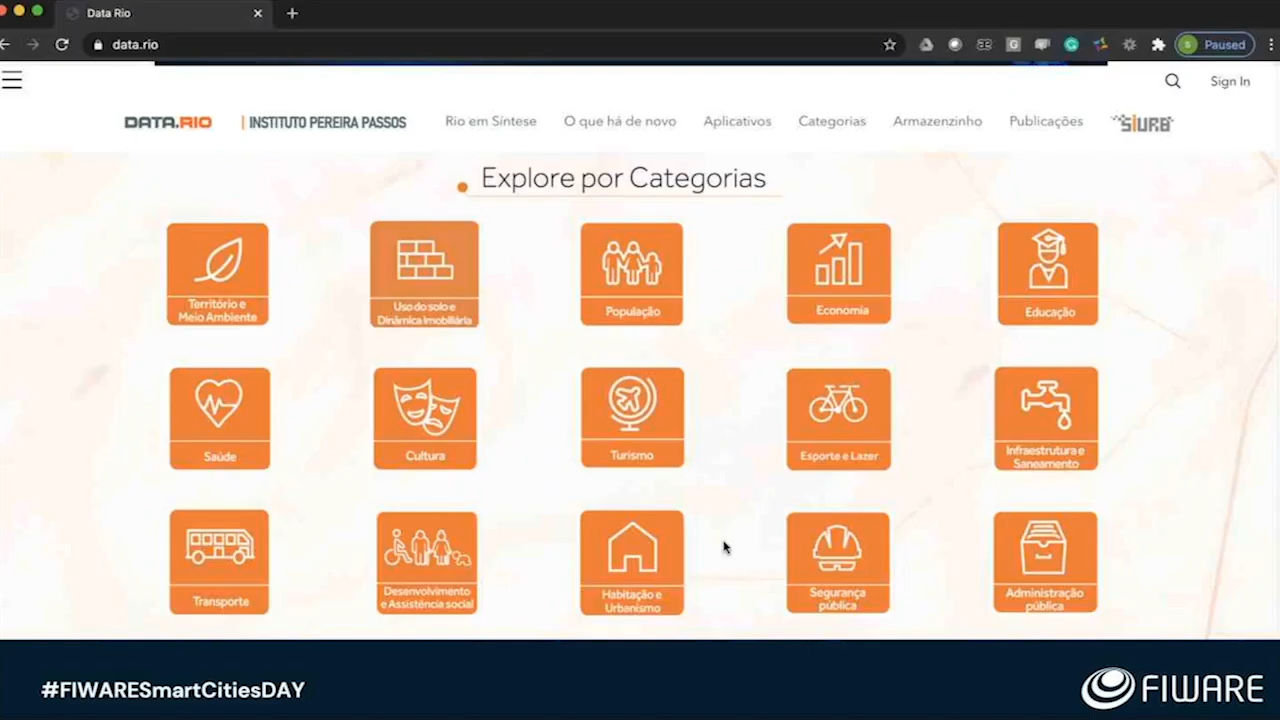 Data Rio
data.rio
S
Paused
G
Sign In
DATA.RIO
INSTITUTO PEREIRA PASSOS
Rio em Síntese
O que há de novo
Aplicativos
Categorias
Armazenzinho
Publicações
SIURB
Explore por Categorias
Território e
Meio Ambiente
Uso do solo e
Dinâmica Imobiliária
População
Economia
Educação
Saúde
Cultura
Turismo
Esporte e Lazer
Infraestrutura e
Saneamento
Transporte
Desenvolvimento
e Assistência social
Habitação e
Urbanismo
Segurança
pública
Administração
pública
#FIWARESmartCitiesDAY
FIWARE